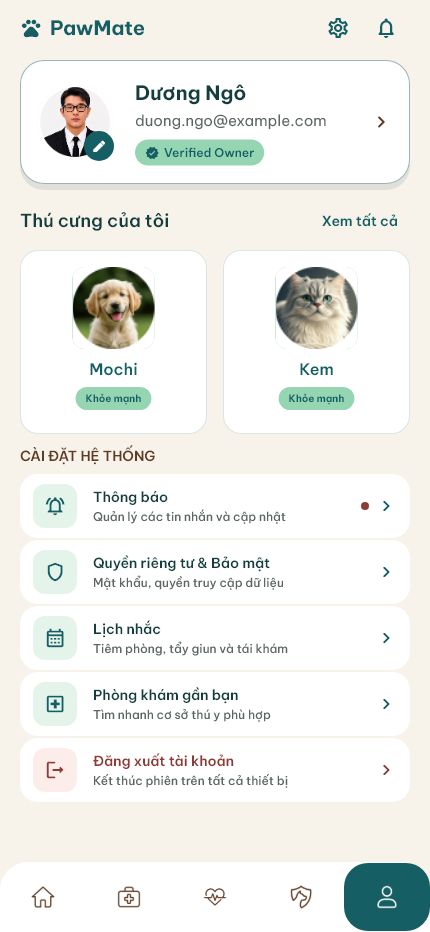 PawMate
Dương Ngô
duong.ngo@example.com
Verified Owner
Thú cưng của tôi
Xem tất cả
Mochi
Khỏe mạnh
Kem
Khỏe mạnh
CÀI ĐẶT HỆ THỐNG
Thông báo
Quản lý các tin nhắn và cập nhật
Quyền riêng tư & Bảo mật
Mật khẩu, quyền truy cập dữ liệu
Lịch nhắc
Tiêm phòng, tẩy giun và tái khám
Phòng khám gần bạn
Tìm nhanh cơ sở thú y phù hợp
Đăng xuất tài khoản
Kết thúc phiên trên tất cả thiết bị